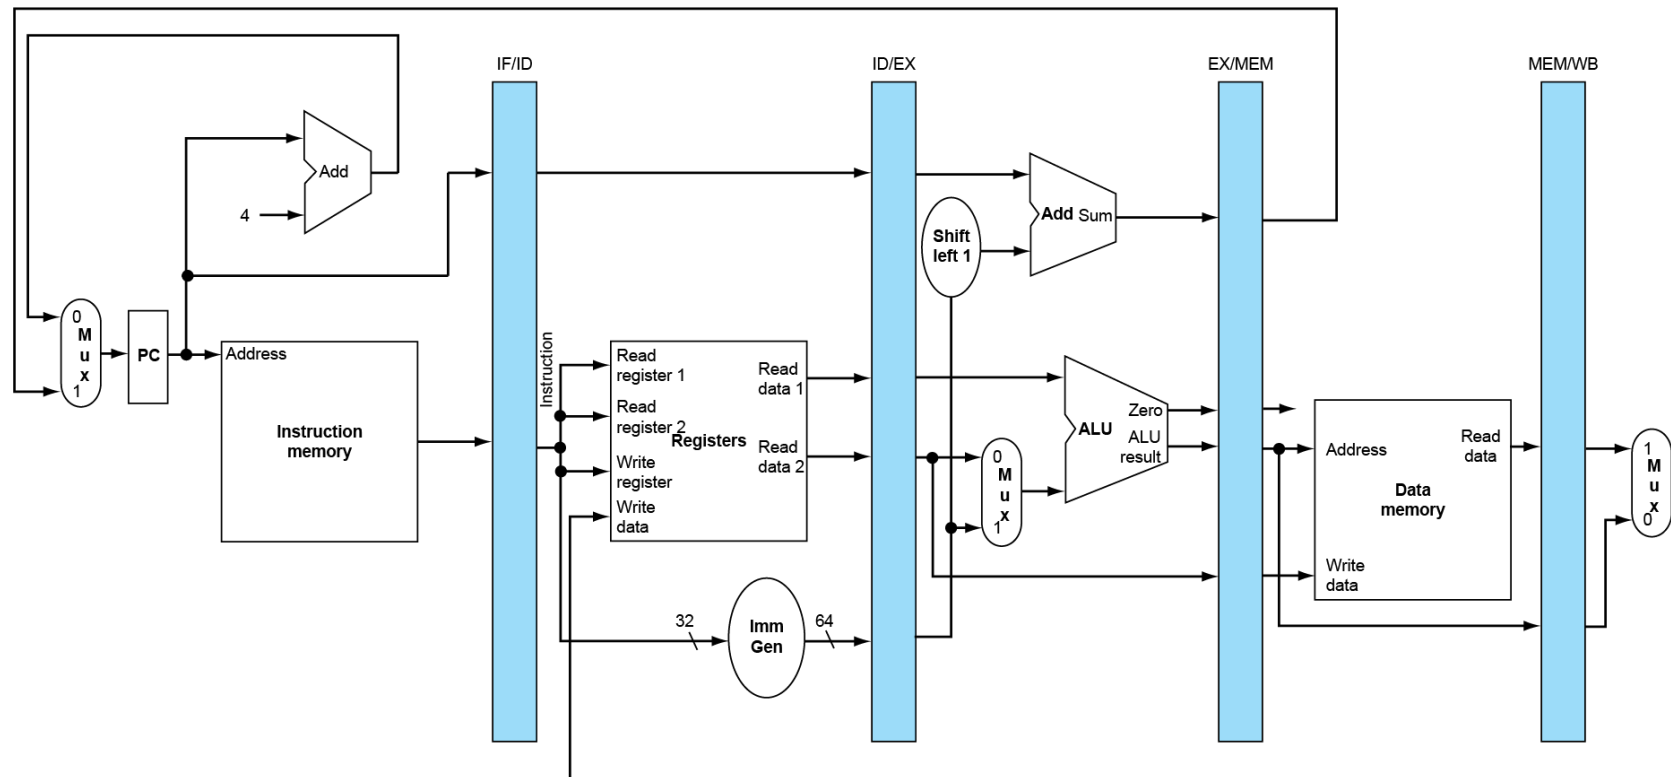 IF/ID
ID/EX
EX/MEM
MEM/WB
Add
4
Add Sum
Shift
left 1
0
M
u
x
1
PC
Address
Instruction
memory
Instruction
Read
register 1
Read
register 2
Write
register
Write
data
Registers
Read
data 1
Read
data 2
0
M
u
x
1
Zero
ALU
ALU
result
Address
Read
data
Data
memory
Write
data
1
M
u
x
0
32
Imm
Gen
64